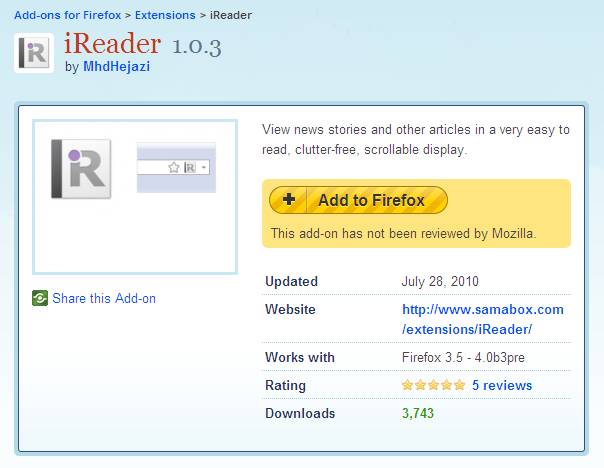 Add-ons for Firefox > Extensions > iReader
iReader 1.0.3
by MhdHejazi
iR
iR
View news stories and other articles in a very easy to
read, clutter-free, scrollable display.
iR
Add to Firefox
This add-on has not been reviewed by Mozilla.
Share this Add-on
Updated July 28, 2010
Website http://www.samabox.com
/extensions/iReader/
Works with Firefox 3.5 - 4.0b3pre
Rating 5 reviews
Downloads 3,743